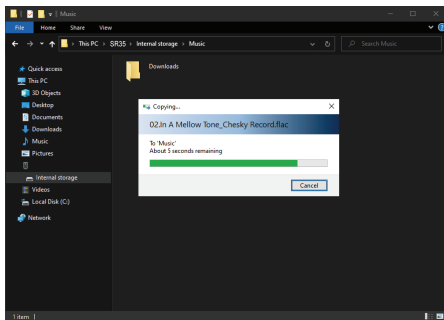 Music
File Home Share View
This PC › SR35 › Internal storage › Music
Search Music
Quick access
This PC
3D Objects
Desktop
Documents
Downloads
Music
Pictures
Internal storage
Videos
Local Disk (C:)
Network
Downloads
Copying...
02.In A Mellow Tone_Chesky Record.flac
To 'Music'
About 5 seconds remaining
Cancel
1 item